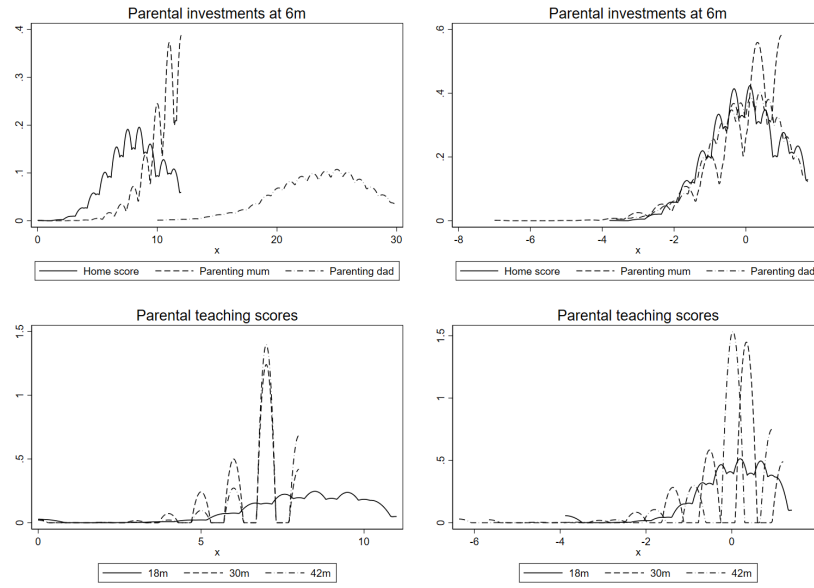 Parental investments at 6m
.4
.3
.2
.1
0
0 10 20 30
x
Home score Parenting mum Parenting dad
Parental investments at 6m
.6
.4
.2
0
-8 -6 -4 -2 0
x
Home score Parenting mum Parenting dad
Parental teaching scores
1.5
1
.5
0
0 5 10
x
18m 30m 42m
Parental teaching scores
1.5
1
.5
0
-6 -4 -2 0
x
18m 30m 42m